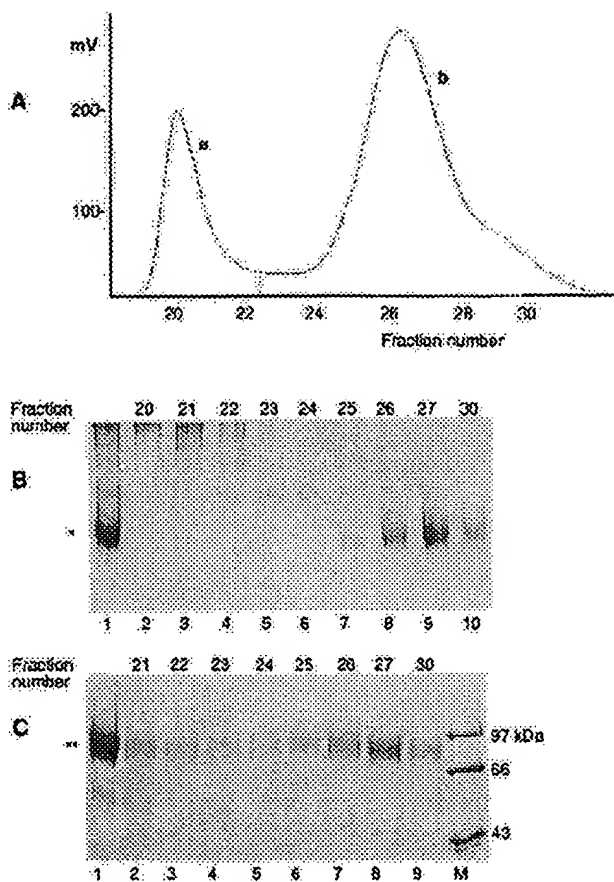 mV
A
200
100
a
b
20 22 24 26 28 30
Fraction number
Fraction number 20 21 22 23 24 25 26 27 30
B
*
1 2 3 4 5 6 7 8 9 10
Fraction number 21 22 23 24 25 26 27 30
C
**
97 kDa
66
43
1 2 3 4 5 6 7 8 9 M